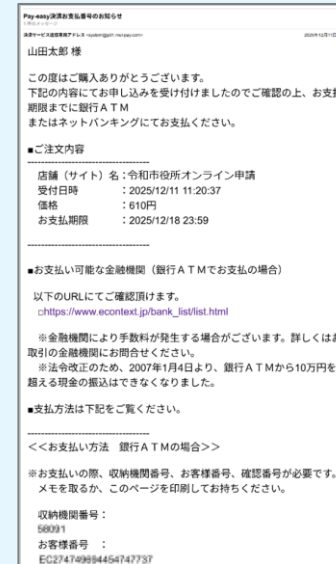 Pay-easy決済お支払番号のお知らせ
山田太郎 様
この度はご購入ありがとうございます。
下記の内容にてお申し込みを受け付けましたのでご確認の上、お支払
期限までに銀行ＡＴＭ
またはネットバンキングにてお支払ください。
■ご注文内容
------------------------------------
店舗（サイト）名：令和市役所オンライン申請
受付日時 ：2025/12/11 11:20:37
価格 ：610円
お支払期限 ：2025/12/18 23:59
------------------------------------
■お支払い可能な金融機関（銀行ＡＴＭでお支払の場合）
以下のURLにてご確認頂けます。
□https://www.econtext.jp/bank_list/list.html
※金融機関により手数料が発生する場合がございます。詳しくはお
取引の金融機関にお問合せください。
※法令改正のため、2007年1月4日より、銀行ＡＴＭから10万円を
超える現金の振込はできなくなりました。
■支払方法は下記をご覧ください。
------------------------------------
<<お支払い方法　銀行ＡＴＭの場合>>
※お支払いの際、収納機関番号、お客様番号、確認番号が必要です。
メモを取るか、このページを印刷してお持ちください。
収納機関番号：
58091
お客様番号　：